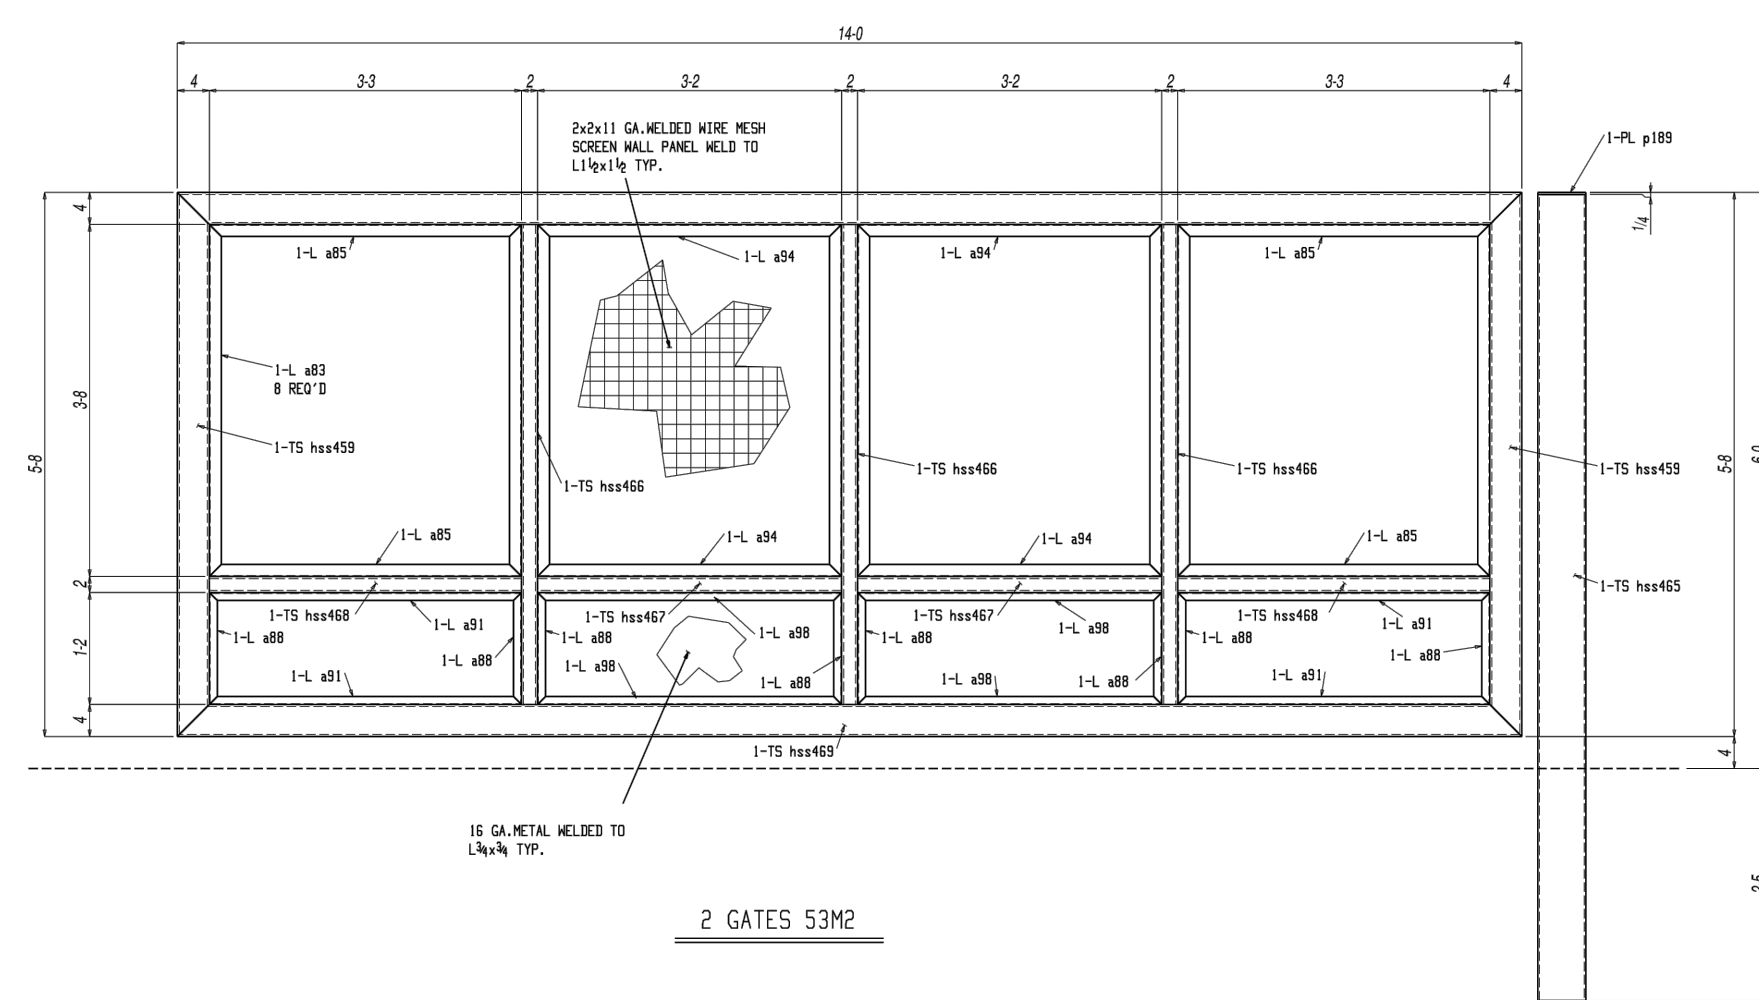 14-0
4 3-3 2 3-2 2 3-2 2 3-3 4
2x2x11 GA.WELDED WIRE MESH
SCREEN WALL PANEL WELD TO
L1½x1½ TYP.
1-PL p189
4
1/4
1-L a85
1-L a94
1-L a94
1-L a85
1-L a83
8 REQ'D
3-8
1-TS hss459
5-8
1-TS hss466
1-TS hss466
1-TS hss466
1-TS hss459
5-8
1-L a85
1-L a94
1-L a94
1-L a85
2
1-TS hss468
1-TS hss467
1-TS hss467
1-TS hss468
1-TS hss465
1-L a91
1-L a98
1-L a98
1-L a91
1-2
1-L a88
1-L a88
1-L a88
1-L a88
1-L a88
1-L a88
1-L a88
1-L a88
1-L a91
1-L a98
1-L a98
1-L a91
4
1-TS hss469
4
16 GA.METAL WELDED TO
L¾x¾ TYP.
2 GATES 53M2